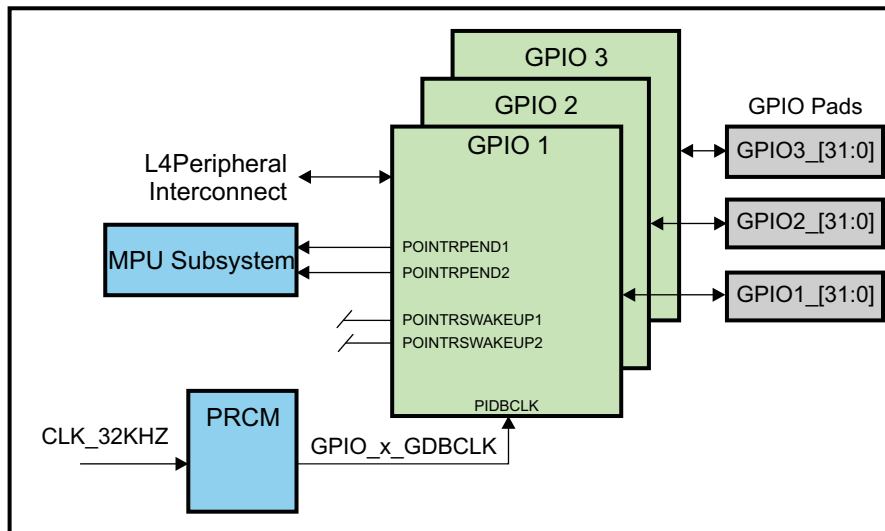 GPIO 3
GPIO 2
GPIO 1
GPIO Pads
GPIO3_[31:0]
GPIO2_[31:0]
GPIO1_[31:0]
L4Peripheral
Interconnect
MPU Subsystem
POINTRPEND1
POINTRPEND2
POINTRSWAKEUP1
POINTRSWAKEUP2
PIDBCLK
PRCM
CLK_32KHZ
GPIO_x_GDBCLK